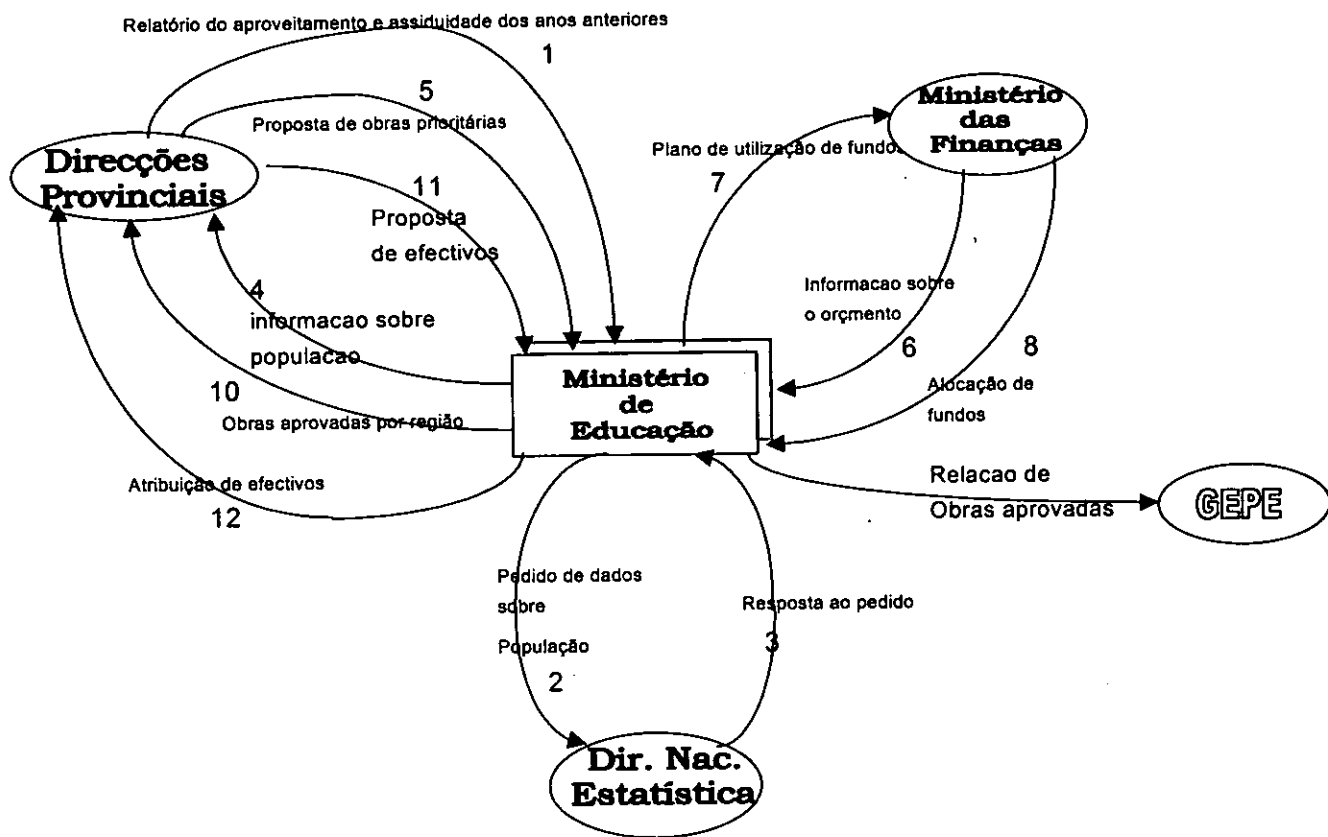 Relatório do aproveitamento e assiduidade dos anos anteriores
1
5
Proposta de obras prioritárias
Direcções
Provinciais
11
Proposta
de efectivos
4
informacao sobre
populacao
10
Obras aprovadas por região
Atribuição de efectivos
12
Ministério
das
Finanças
Plano de utilização de fundos
7
Informacao sobre
o orçmento
6
8
Alocação de
fundos
Ministério
de
Educação
Relacao de
Obras aprovadas
GEPE
Pedido de dados
sobre
População
2
Resposta ao pedido
3
Dir. Nac.
Estatística